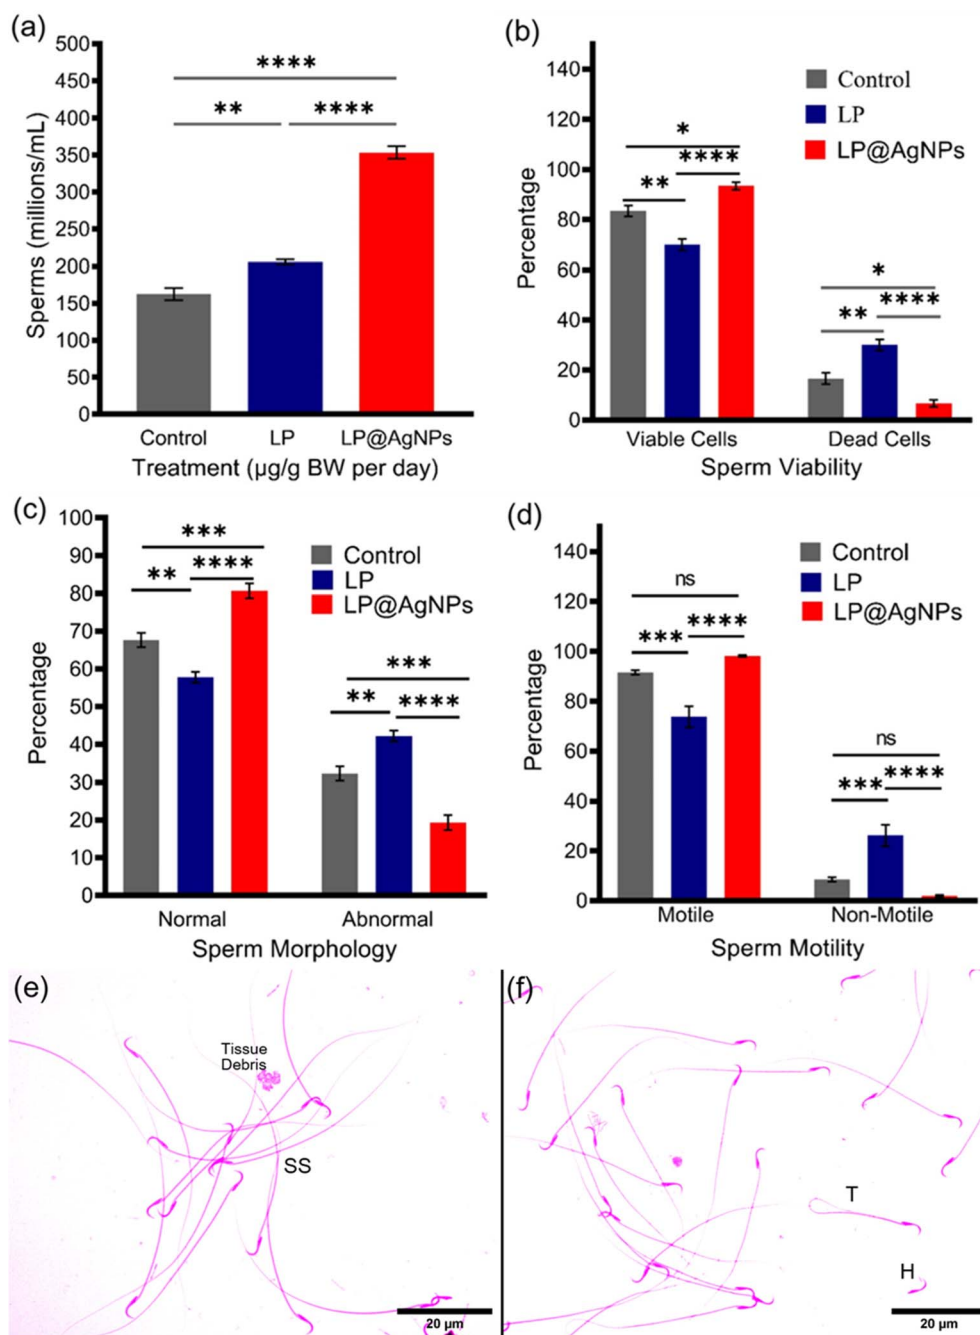 (a)
500
450
400
350
300
250
200
150
100
50
0
Sperms (millions/mL)
****
**
****
Control
LP
LP@AgNPs
Treatment (µg/g BW per day)
(b)
140
120
100
80
60
40
20
0
Percentage
Control
LP
LP@AgNPs
*
****
**
*
****
**
Viable Cells
Dead Cells
Sperm Viability
(c)
100
90
80
70
60
50
40
30
20
10
0
Percentage
Control
LP
LP@AgNPs
***
**
****
***
**
****
Normal
Abnormal
Sperm Morphology
(d)
140
120
100
80
60
40
20
0
Percentage
Control
LP
LP@AgNPs
ns
***
****
ns
***
****
Motile
Non-Motile
Sperm Motility
(e)
Tissue
Debris
SS
20 µm
(f)
T
H
20 µm